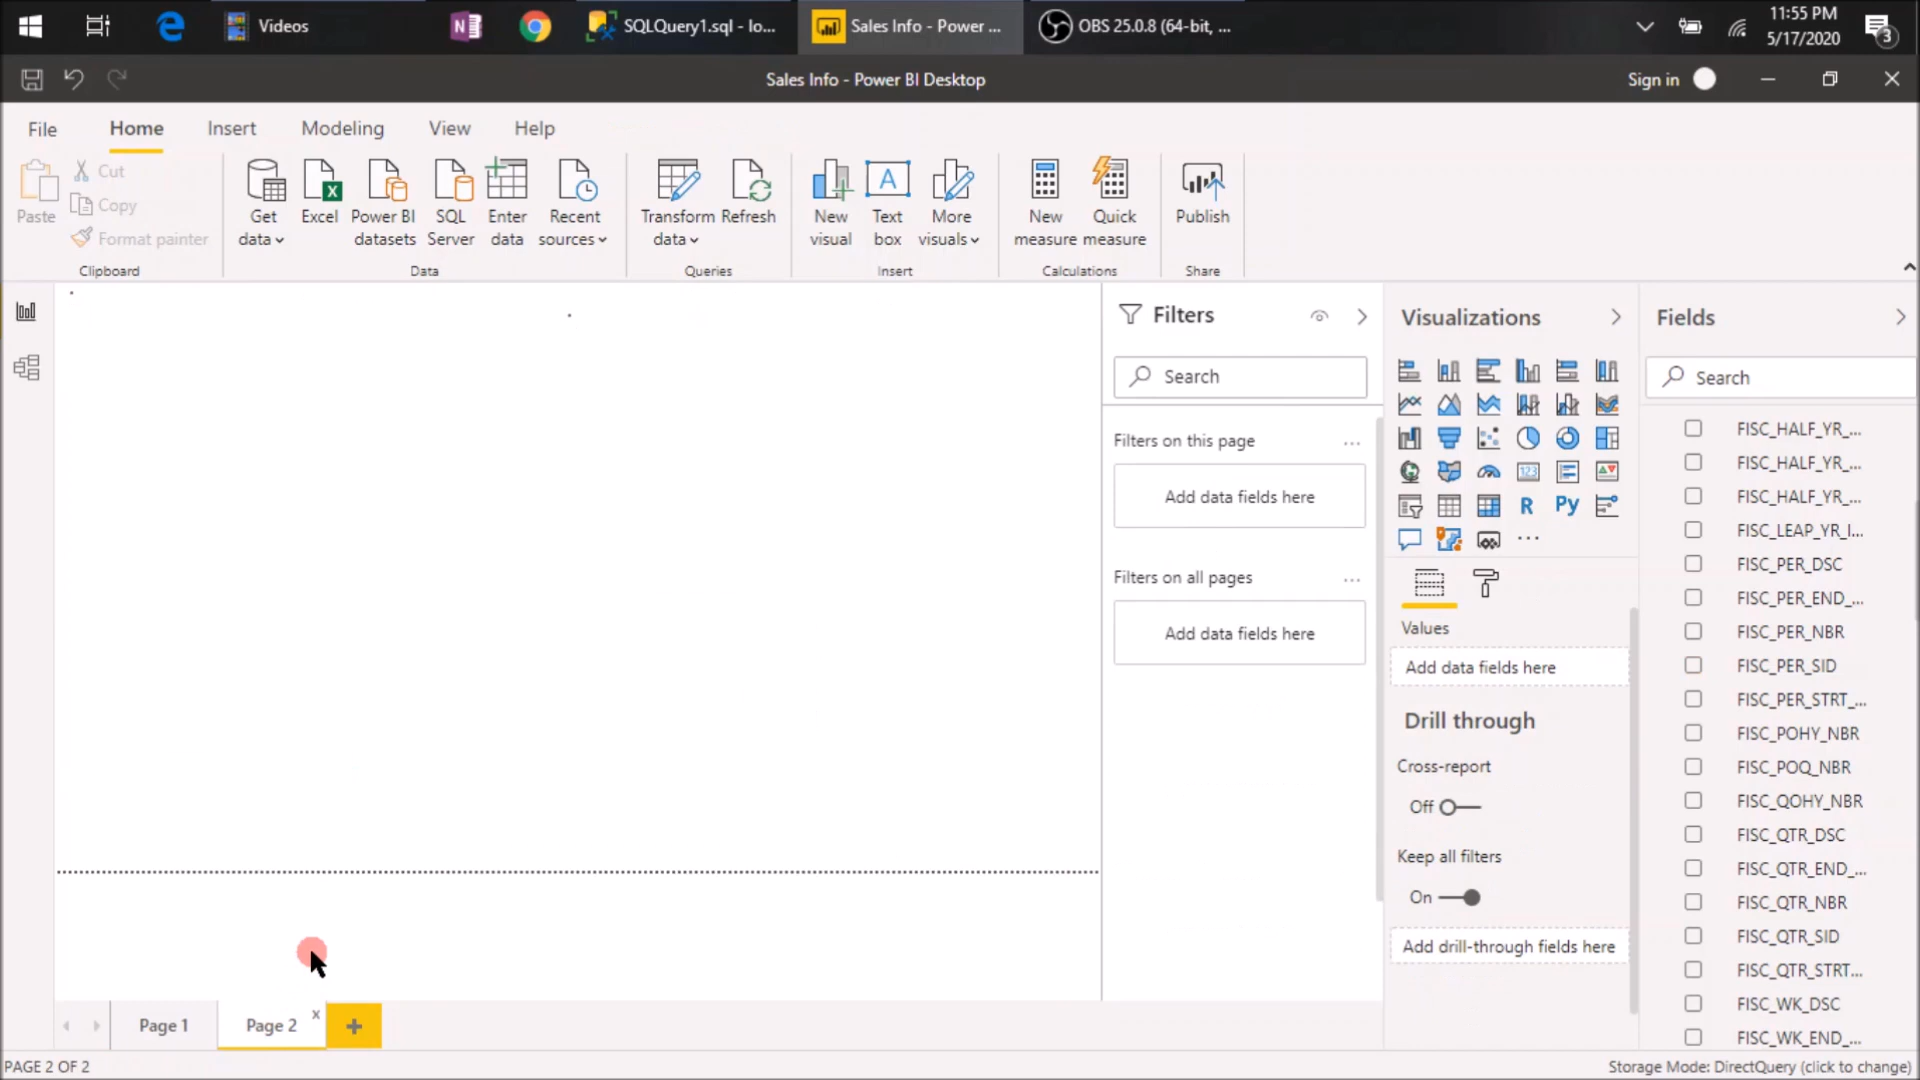 Videos
SQLQuery1.sql - lo...
Sales Info - Power ...
OBS 25.0.8 (64-bit, ...
11:55 PM
5/17/2020
3
Sales Info - Power BI Desktop
Sign in
File
Home
Insert
Modeling
View
Help
Paste
Cut
Copy
Format painter
Get data
Excel
Power BI datasets
SQL Server
Enter data
Recent sources
Transform data
Refresh
New visual
Text box
More visuals
New measure
Quick measure
Publish
Clipboard
Data
Queries
Insert
Calculations
Share
Filters
Search
Filters on this page
...
Add data fields here
Filters on all pages
...
Add data fields here
Visualizations
123
R
Py
...
Values
Add data fields here
Drill through
Cross-report
Off
Keep all filters
On
Add drill-through fields here
Fields
Search
FISC_HALF_YR_...
FISC_HALF_YR_...
FISC_HALF_YR_...
FISC_LEAP_YR_I...
FISC_PER_DSC
FISC_PER_END_...
FISC_PER_NBR
FISC_PER_SID
FISC_PER_STRT_...
FISC_POHY_NBR
FISC_POQ_NBR
FISC_QOHY_NBR
FISC_QTR_DSC
FISC_QTR_END_...
FISC_QTR_NBR
FISC_QTR_SID
FISC_QTR_STRT...
FISC_WK_DSC
FISC_WK_END_...
Page 1
Page 2
x
+
PAGE 2 OF 2
Storage Mode: DirectQuery (click to change)